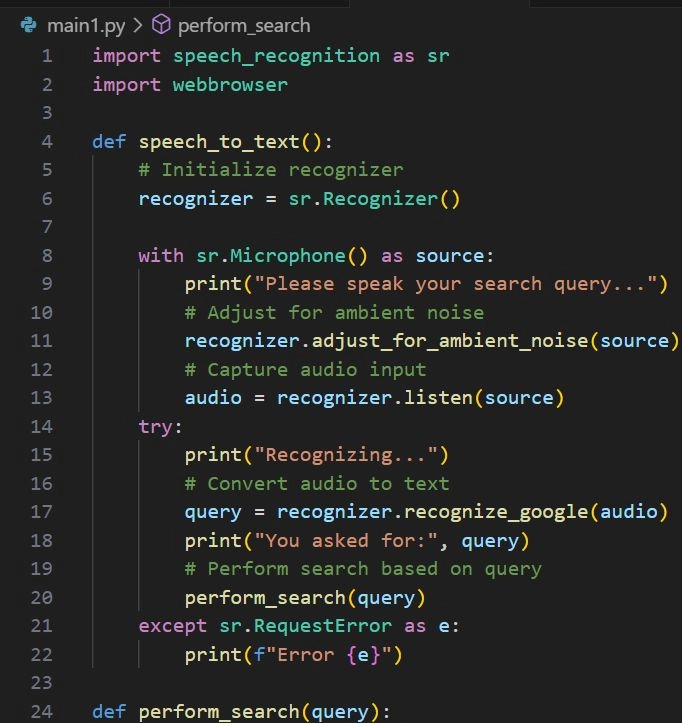 main1.py > perform_search
1 import speech_recognition as sr
2 import webbrowser
3
4 def speech_to_text():
5     # Initialize recognizer
6     recognizer = sr.Recognizer()
7
8     with sr.Microphone() as source:
9         print("Please speak your search query...")
10         # Adjust for ambient noise
11         recognizer.adjust_for_ambient_noise(source)
12         # Capture audio input
13         audio = recognizer.listen(source)
14     try:
15         print("Recognizing...")
16         # Convert audio to text
17         query = recognizer.recognize_google(audio)
18         print("You asked for:", query)
19         # Perform search based on query
20         perform_search(query)
21     except sr.RequestError as e:
22         print(f"Error {e}")
23
24 def perform_search(query):